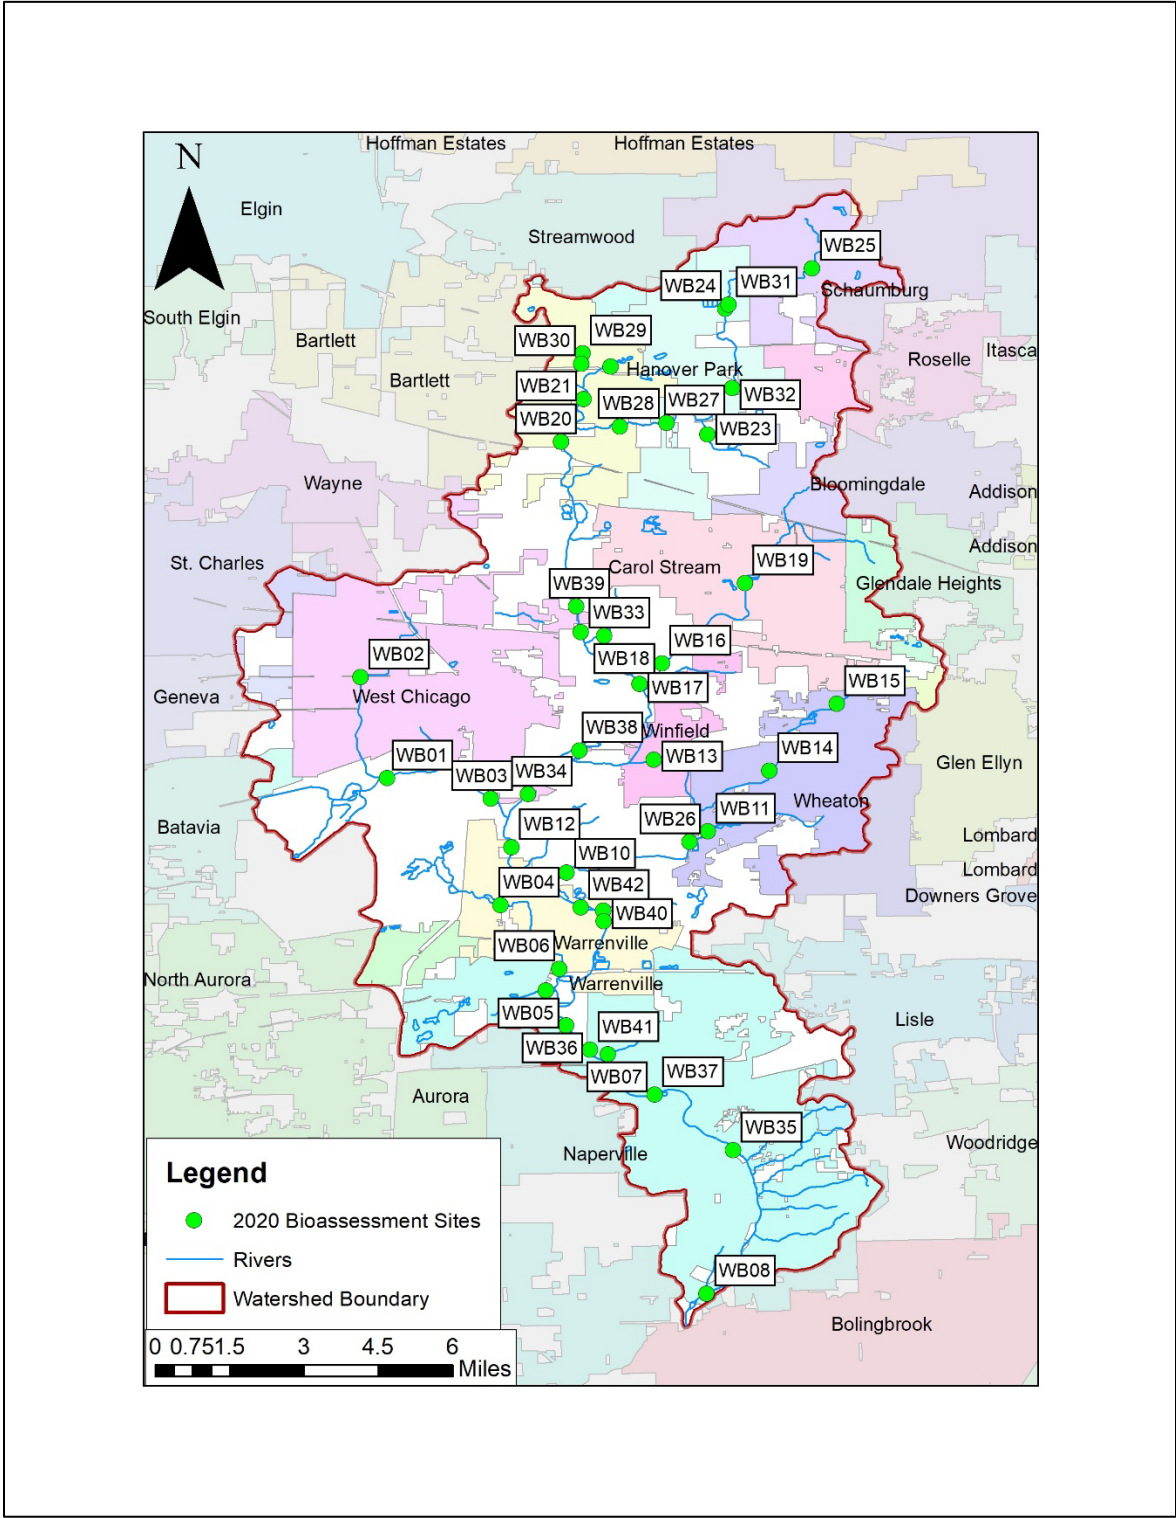 Hoffman Estates
Hoffman Estates
N
Elgin
Streamwood
WB25
WB24
WB31
Schaumburg
South Elgin
WB29
WB30
Bartlett
Roselle
Itasca
Hanover Park
Bartlett
WB21
WB32
WB28
WB27
WB20
WB23
Wayne
Bloomingdale
Addison
Addison
St. Charles
WB19
Carol Stream
WB39
Glendale Heights
WB33
WB16
WB02
WB18
WB15
WB17
Geneva
West Chicago
WB38
Winfield
WB14
WB01
WB13
WB03
WB34
Glen Ellyn
Wheaton
WB11
WB26
WB12
Batavia
Lombard
WB10
Lombard
WB04
WB42
Downers Grove
WB40
WB06
Warrenville
North Aurora
Warrenville
WB05
WB41
Lisle
WB36
WB37
WB07
Aurora
WB35
Naperville
Woodridge
Legend
2020 Bioassessment Sites
Rivers
WB08
Watershed Boundary
Bolingbrook
0 0.75 1.5 3 4.5 6
Miles